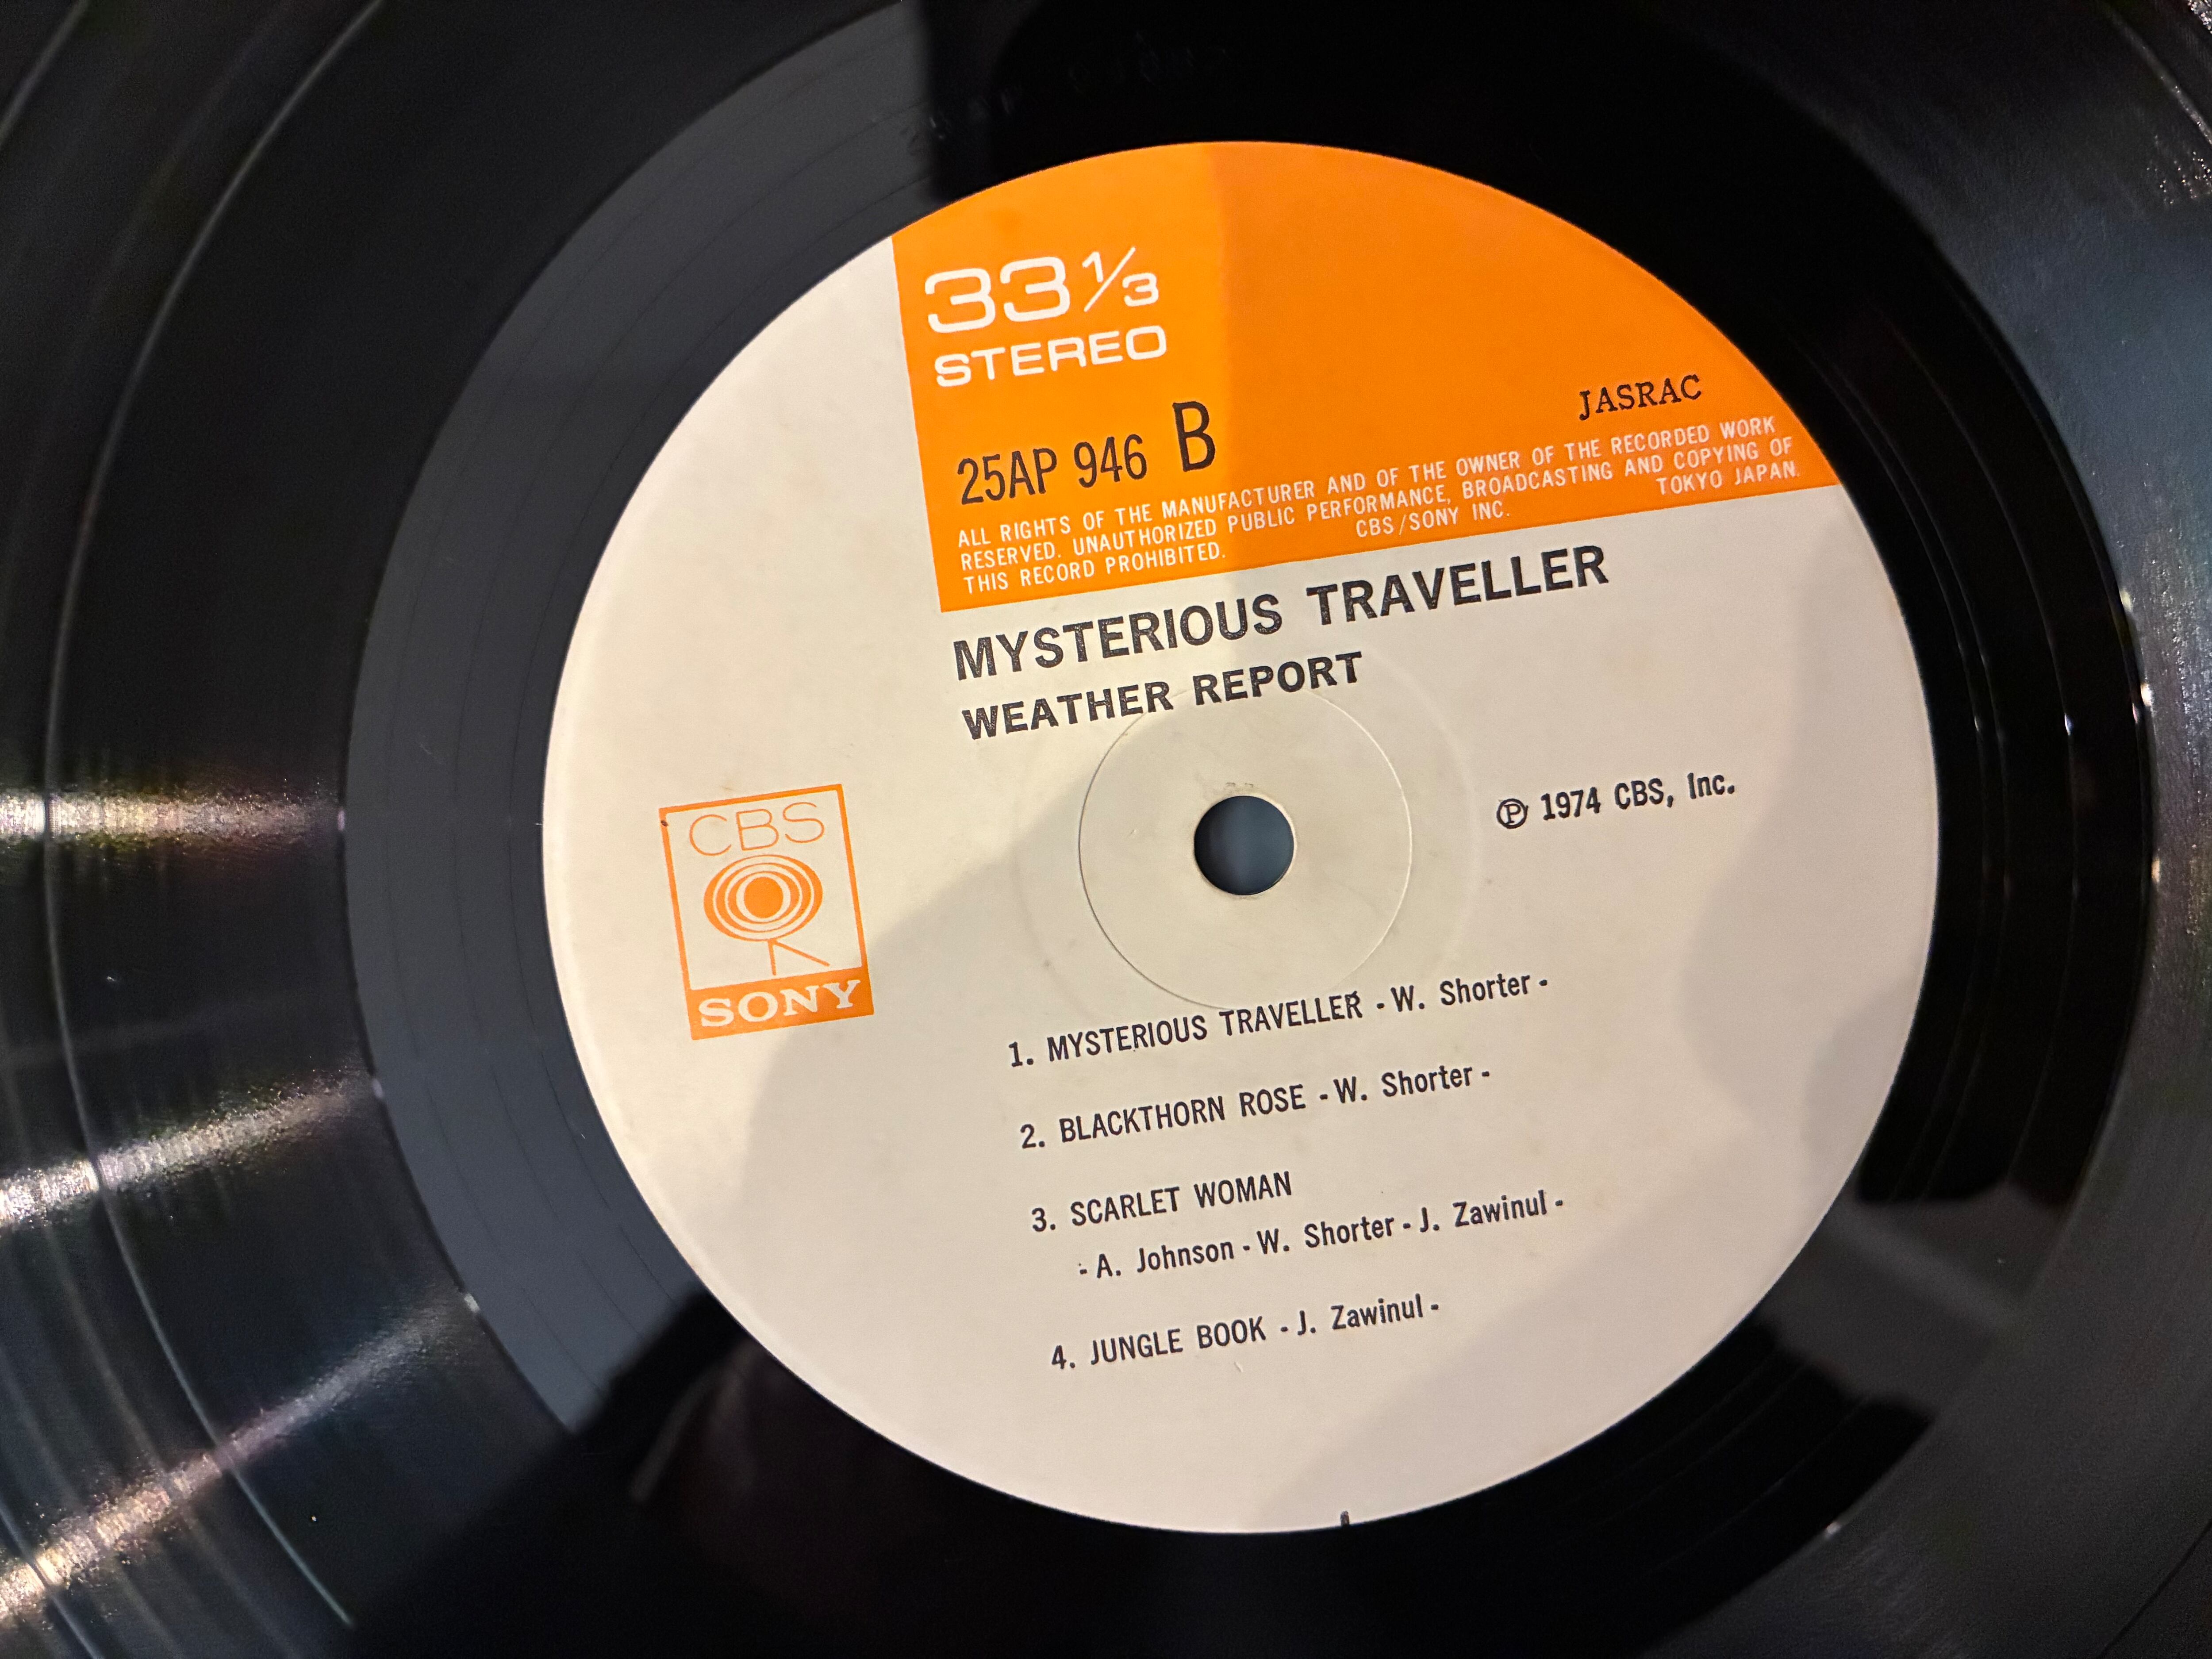 33 1/3
STEREO
25AP 946 B
JASRAC
ALL RIGHTS OF THE MANUFACTURER AND OF THE OWNER OF THE RECORDED WORK
RESERVED. UNAUTHORIZED PUBLIC PERFORMANCE, BROADCASTING AND COPYING OF
THIS RECORD PROHIBITED. CBS/SONY INC. TOKYO JAPAN.
MYSTERIOUS TRAVELLER
WEATHER REPORT
CBS
SONY
℗ 1974 CBS, Inc.
1. MYSTERIOUS TRAVELLER - W. Shorter -
2. BLACKTHORN ROSE - W. Shorter -
3. SCARLET WOMAN
- A. Johnson - W. Shorter - J. Zawinul -
4. JUNGLE BOOK - J. Zawinul -